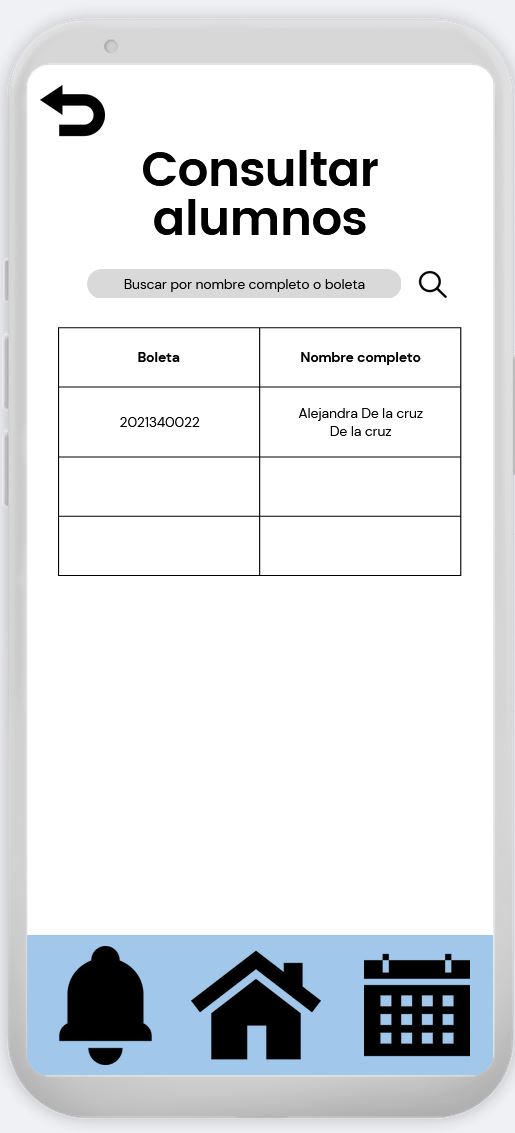 Consultar
alumnos
Buscar por nombre completo o boleta
Boleta
Nombre completo
2021340022
Alejandra De la cruz
De la cruz